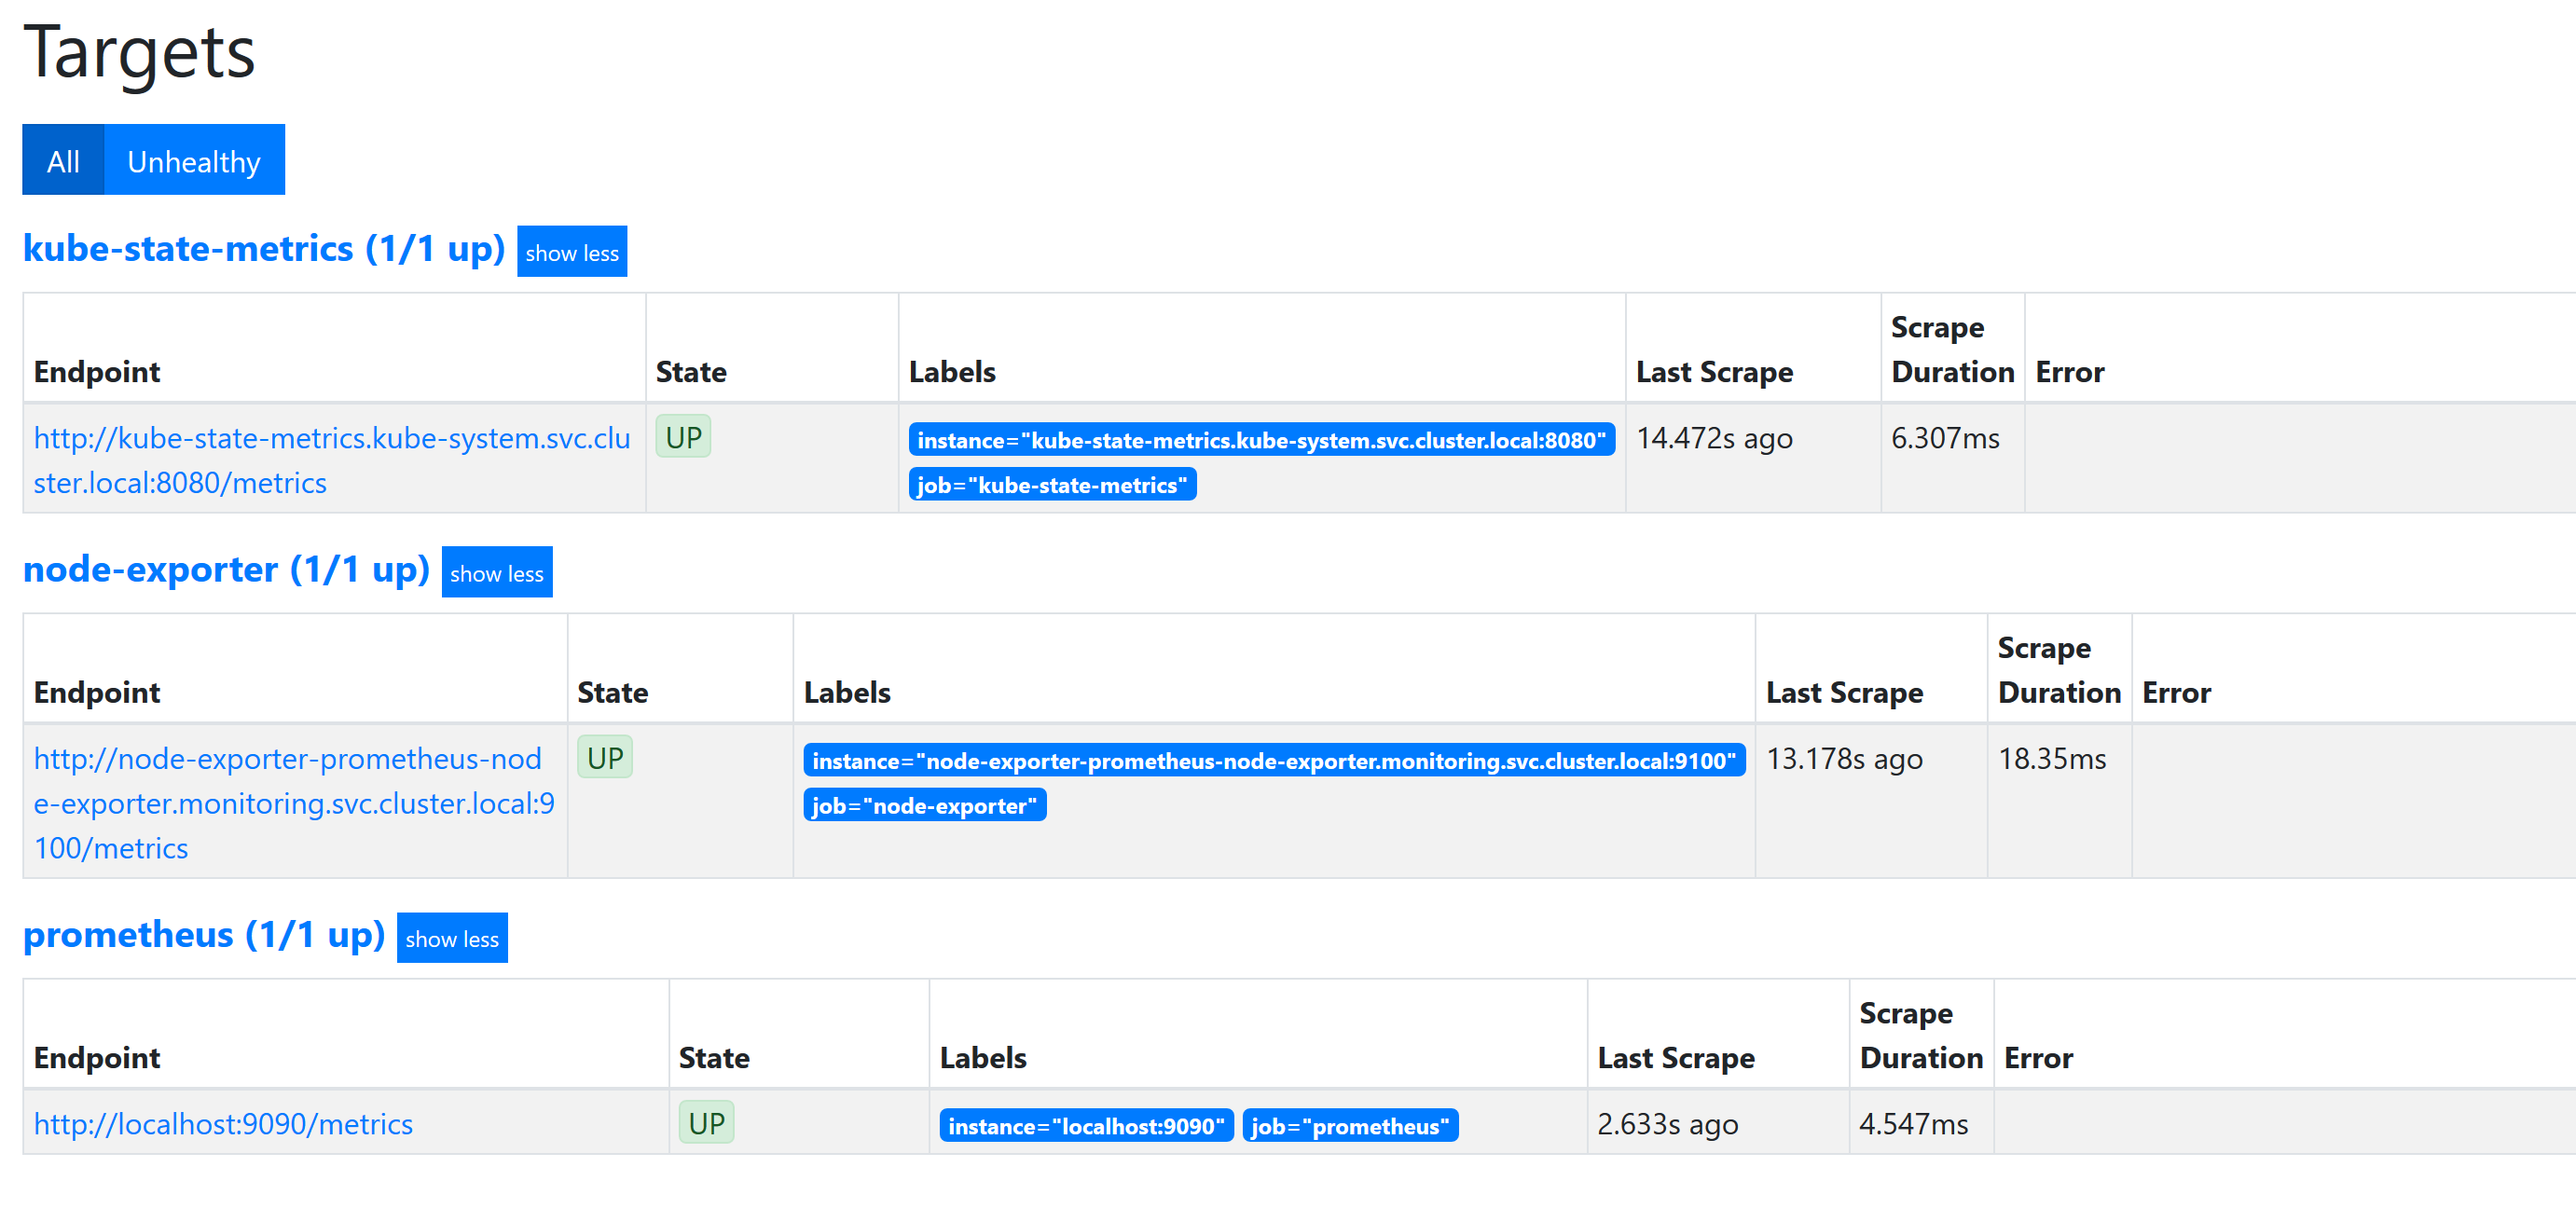 Targets
All Unhealthy
kube-state-metrics (1/1 up) show less
Endpoint State Labels Last Scrape Scrape Duration Error
http://kube-state-metrics.kube-system.svc.clu UP instance="kube-state-metrics.kube-system.svc.cluster.local:8080" 14.472s ago 6.307ms
ster.local:8080/metrics job="kube-state-metrics"
node-exporter (1/1 up) show less
Endpoint State Labels Last Scrape Scrape Duration Error
http://node-exporter-prometheus-nod UP instance="node-exporter-prometheus-node-exporter.monitoring.svc.cluster.local:9100" 13.178s ago 18.35ms
e-exporter.monitoring.svc.cluster.local:9 job="node-exporter"
100/metrics
prometheus (1/1 up) show less
Endpoint State Labels Last Scrape Scrape Duration Error
http://localhost:9090/metrics UP instance="localhost:9090" job="prometheus" 2.633s ago 4.547ms